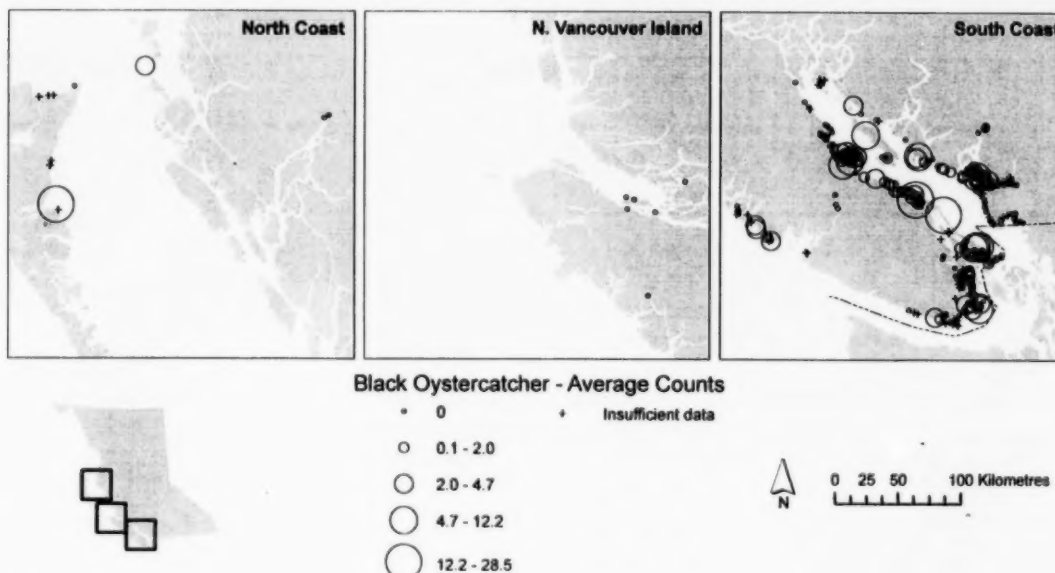 North Coast
N. Vancouver Island
South Coast
Black Oystercatcher - Average Counts
0
Insufficient data
0.1 - 2.0
2.0 - 4.7
4.7 - 12.2
12.2 - 28.5
N
0 25 50 100 Kilometres